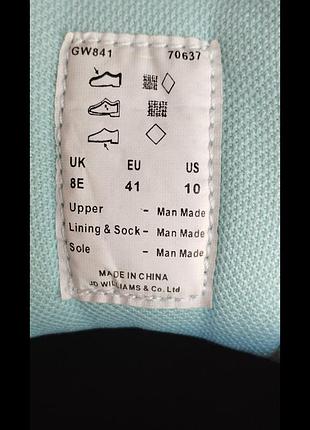 GW841 70637
UK EU US
8E 41 10
Upper - Man Made
Lining & Sock - Man Made
Sole - Man Made
MADE IN CHINA
JD WILLIAMS & Co. Ltd